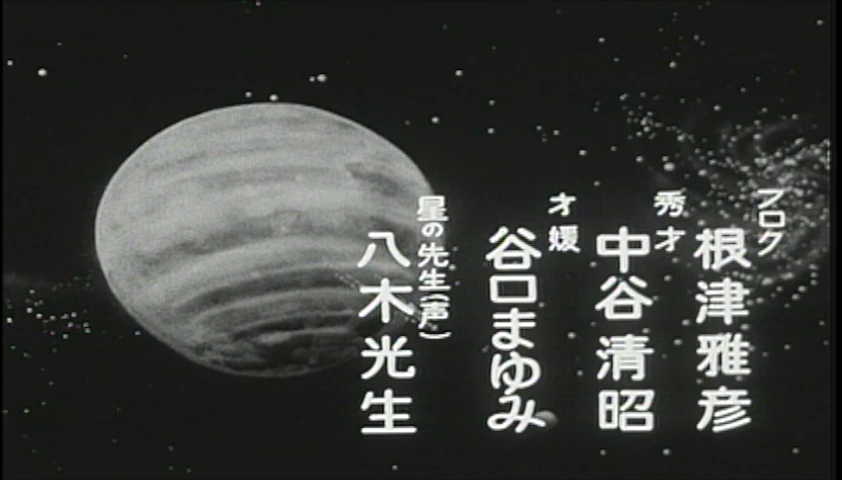 フロク
根津雅彦
秀才
中谷清昭
才媛
谷口まゆみ
星の先生(声)
八木光生